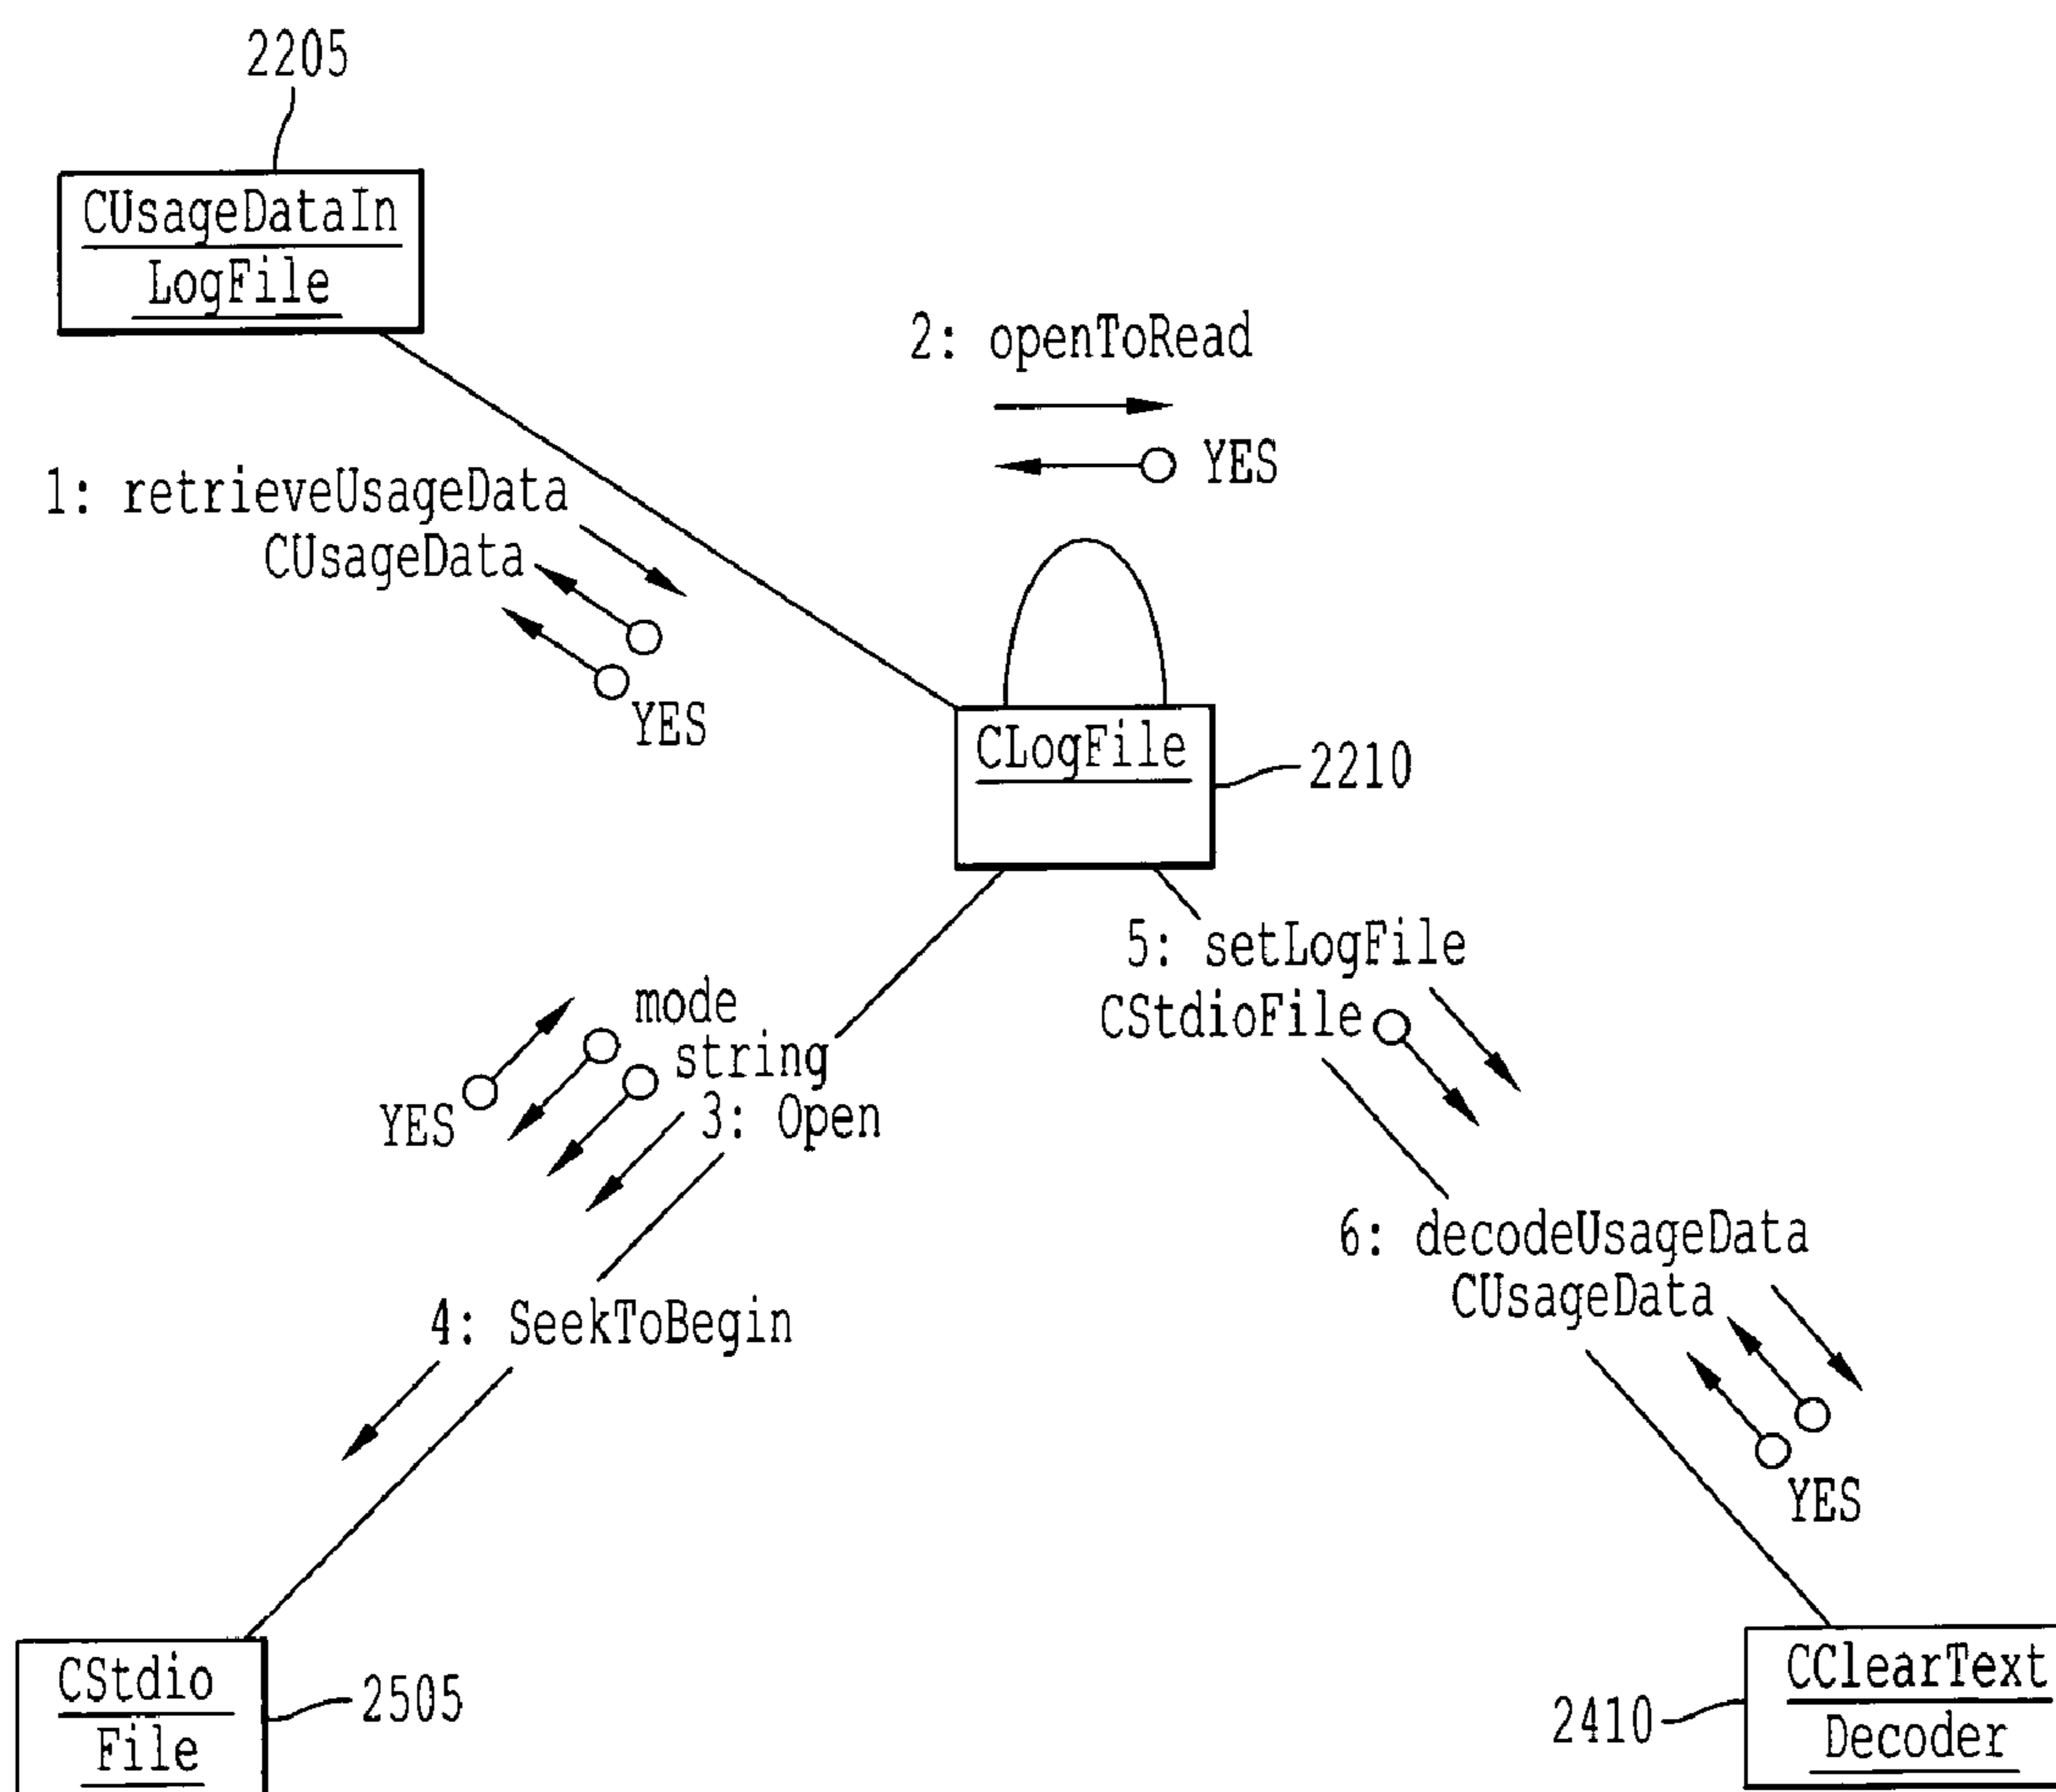 2205
CUsageDataIn
LogFile
2: openToRead
YES
1: retrieveUsageData
CUsageData
YES
CLogFile
2210
5: setLogFile
CStdioFile
mode
string
3: Open
YES
6: decodeUsageData
CUsageData
YES
4: SeekToBegin
CStdio
File
2505
CClearText
Decoder
2410